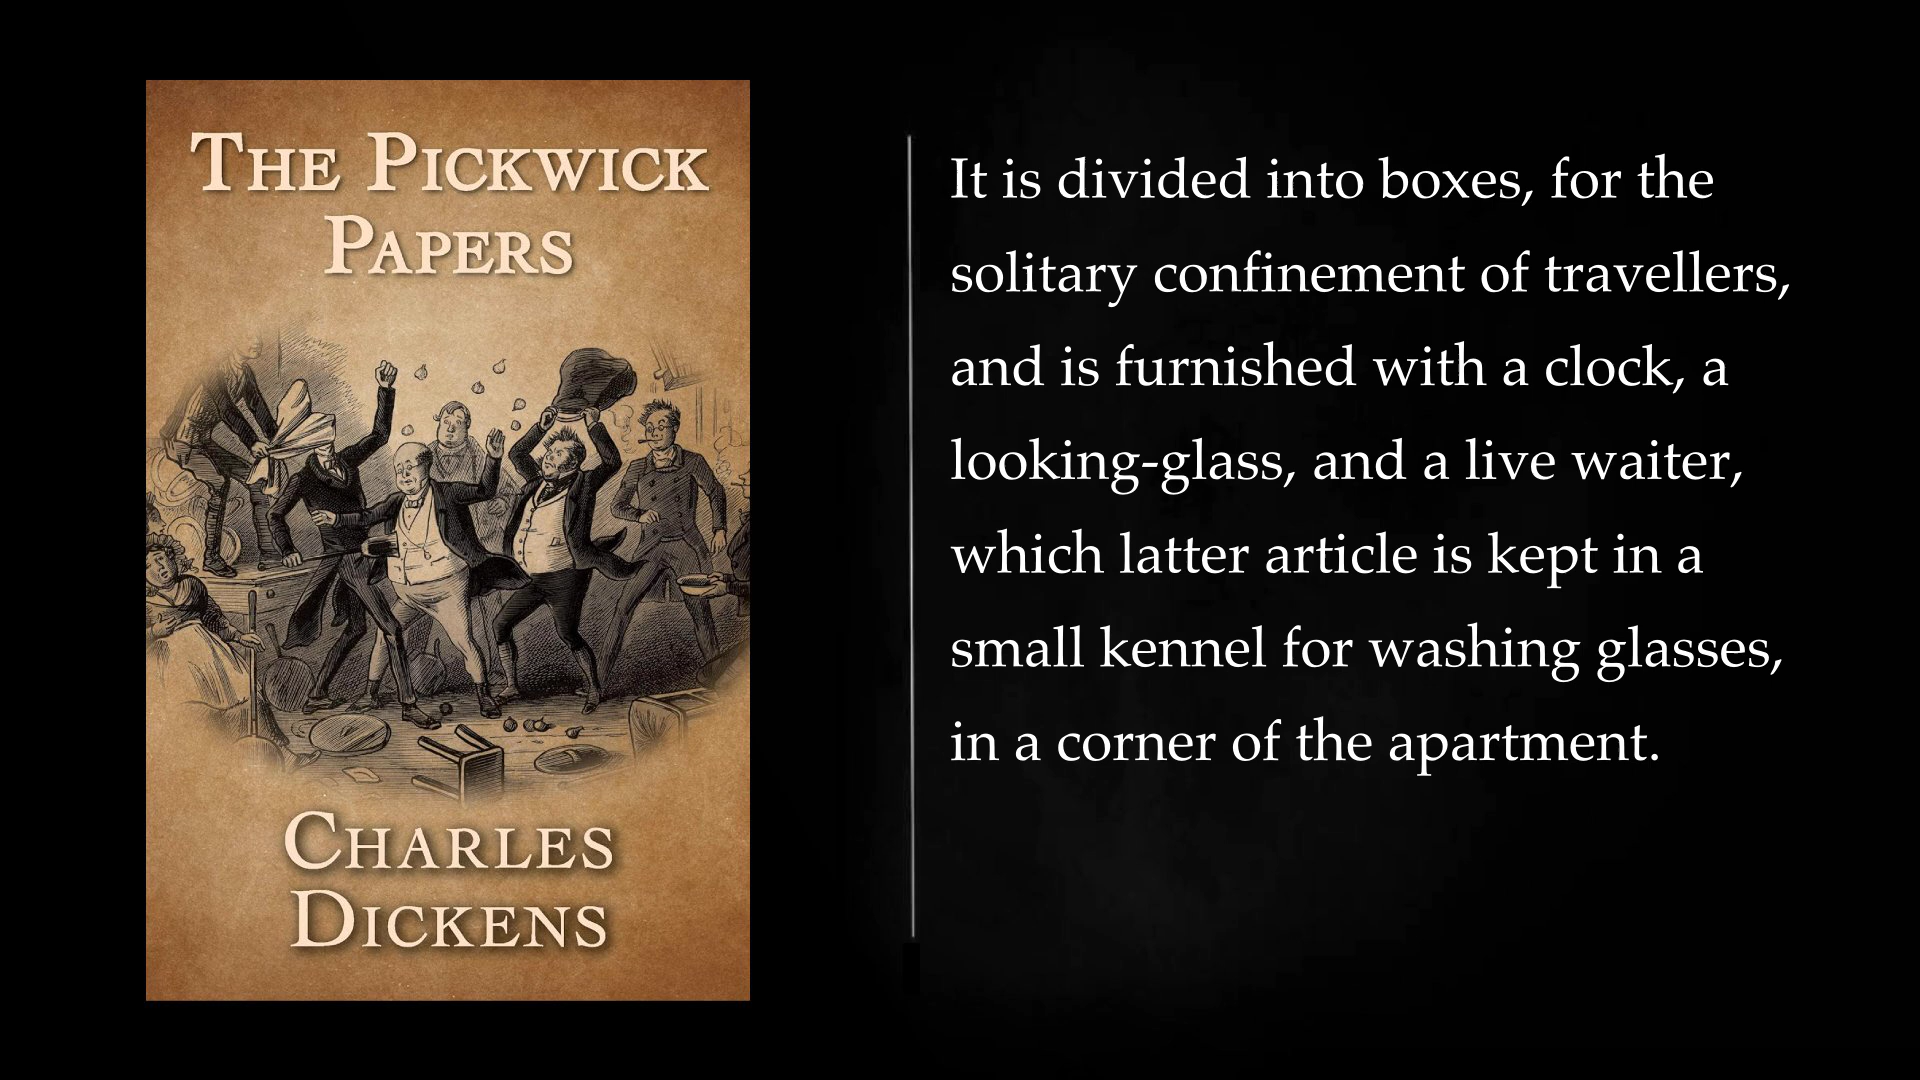 THE PICKWICK
PAPERS
CHARLES
DICKENS
It is divided into boxes, for the
solitary confinement of travellers,
and is furnished with a clock, a
looking-glass, and a live waiter,
which latter article is kept in a
small kennel for washing glasses,
in a corner of the apartment.